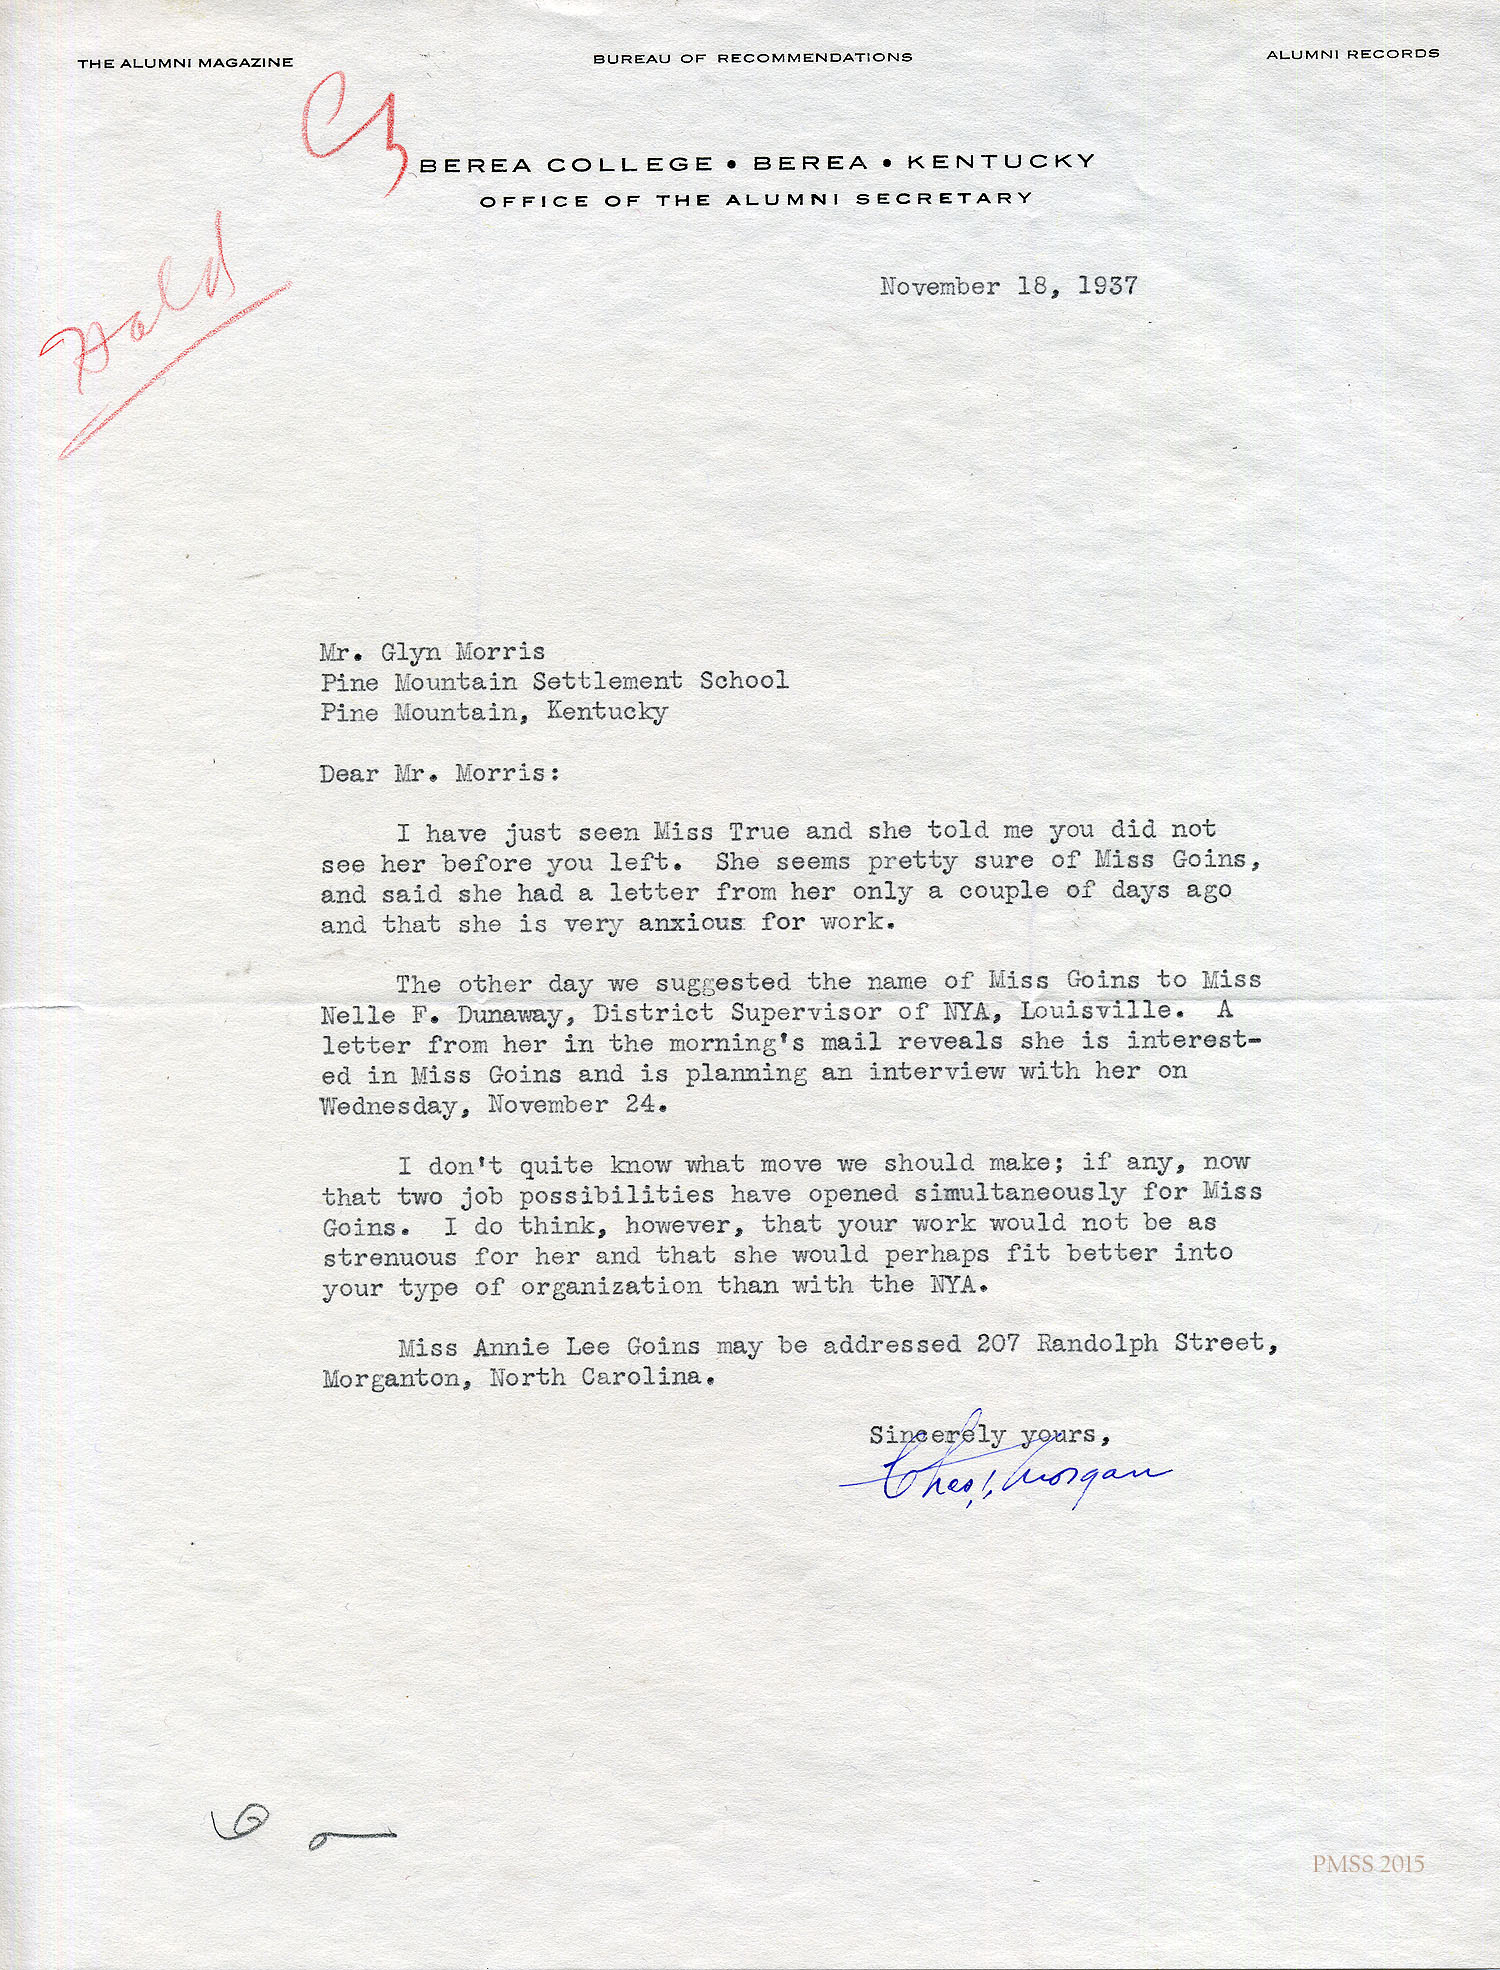 THE ALUMNI MAGAZINE
BUREAU OF RECOMMENDATIONS
ALUMNI RECORDS
BEREA COLLEGE • BEREA • KENTUCKY
OFFICE OF THE ALUMNI SECRETARY
Hold
November 18, 1937
Mr. Glyn Morris
Pine Mountain Settlement School
Pine Mountain, Kentucky
Dear Mr. Morris:
I have just seen Miss True and she told me you did not
see her before you left. She seems pretty sure of Miss Goins,
and said she had a letter from her only a couple of days ago
and that she is very anxious for work.
The other day we suggested the name of Miss Goins to Miss
Nelle F. Dunaway, District Supervisor of NYA, Louisville. A
letter from her in the morning's mail reveals she is interest-
ed in Miss Goins and is planning an interview with her on
Wednesday, November 24.
I don't quite know what move we should make; if any, now
that two job possibilities have opened simultaneously for Miss
Goins. I do think, however, that your work would not be as
strenuous for her and that she would perhaps fit better into
your type of organization than with the NYA.
Miss Annie Lee Goins may be addressed 207 Randolph Street,
Morganton, North Carolina.
Sincerely yours,
Morgan
PMSS 2015